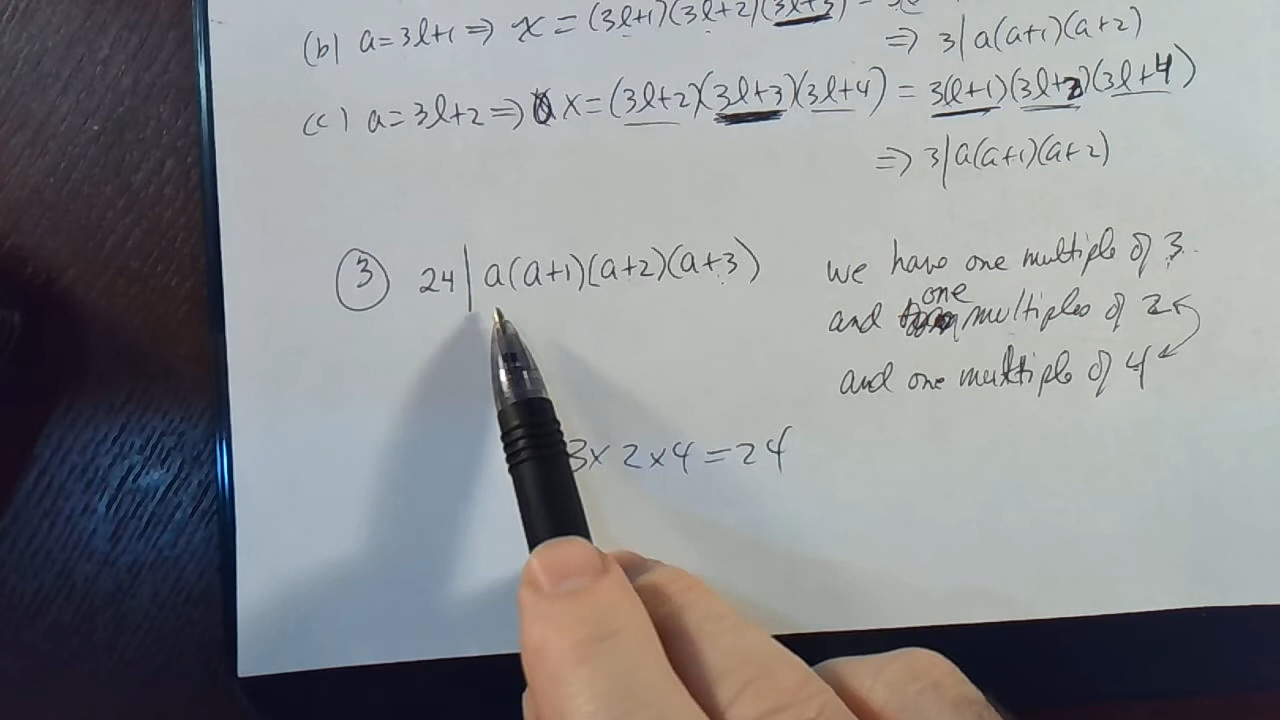 (b) a=3l+1 ⇒ x = (3l+1)(3l+2)(3l+3)
⇒ 3|a(a+1)(a+2)
(c) a=3l+2 ⇒ x=(3l+2)(3l+3)(3l+4) = 3(l+1)(3l+2)(3l+4)
⇒ 3|a(a+1)(a+2)
③ 24|a(a+1)(a+2)(a+3)
we have one multiple of 3.
and one multiples of 2
and one multiple of 4
3×2×4=24